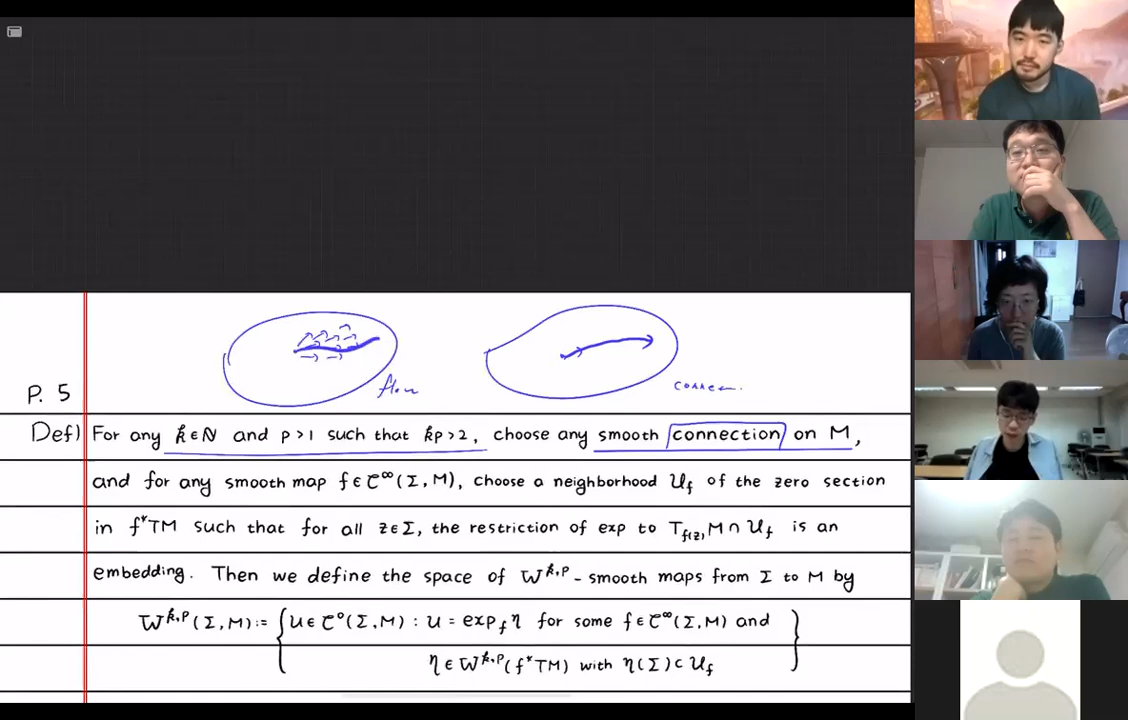 flow
P. 5
Def) For any k∈ℕ and p>1 such that kp>2, choose any smooth connection on M,
and for any smooth map f∈C^∞(Σ,M), choose a neighborhood U_f of the zero section
in f*TM such that for all z∈Σ, the restriction of exp to T_{f(z)}M∩U_f is an
embedding. Then we define the space of W^{k,p}-smooth maps from Σ to M by
W^{k,p}(Σ,M):= {u∈C^0(Σ,M) : u = exp_f η for some f∈C^∞(Σ,M) and
η∈W^{k,p}(f*TM) with η(Σ)⊂U_f}